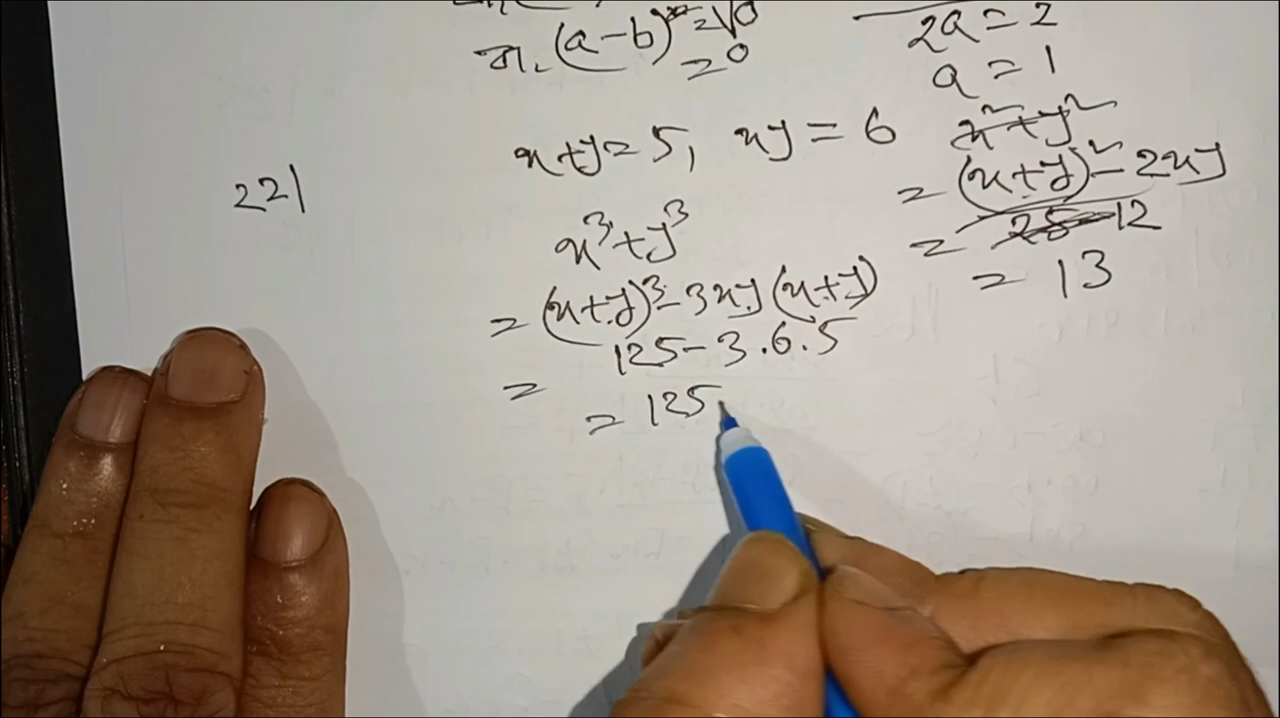 (a-b)² = √0
= 0
2a = 2
a = 1
x+y=5, xy = 6
221
x³+y³
= (x+y)³-3xy(x+y)
= 125-3.6.5
= 125
x²+y²
= (x+y)²-2xy
= 25-12
= 13